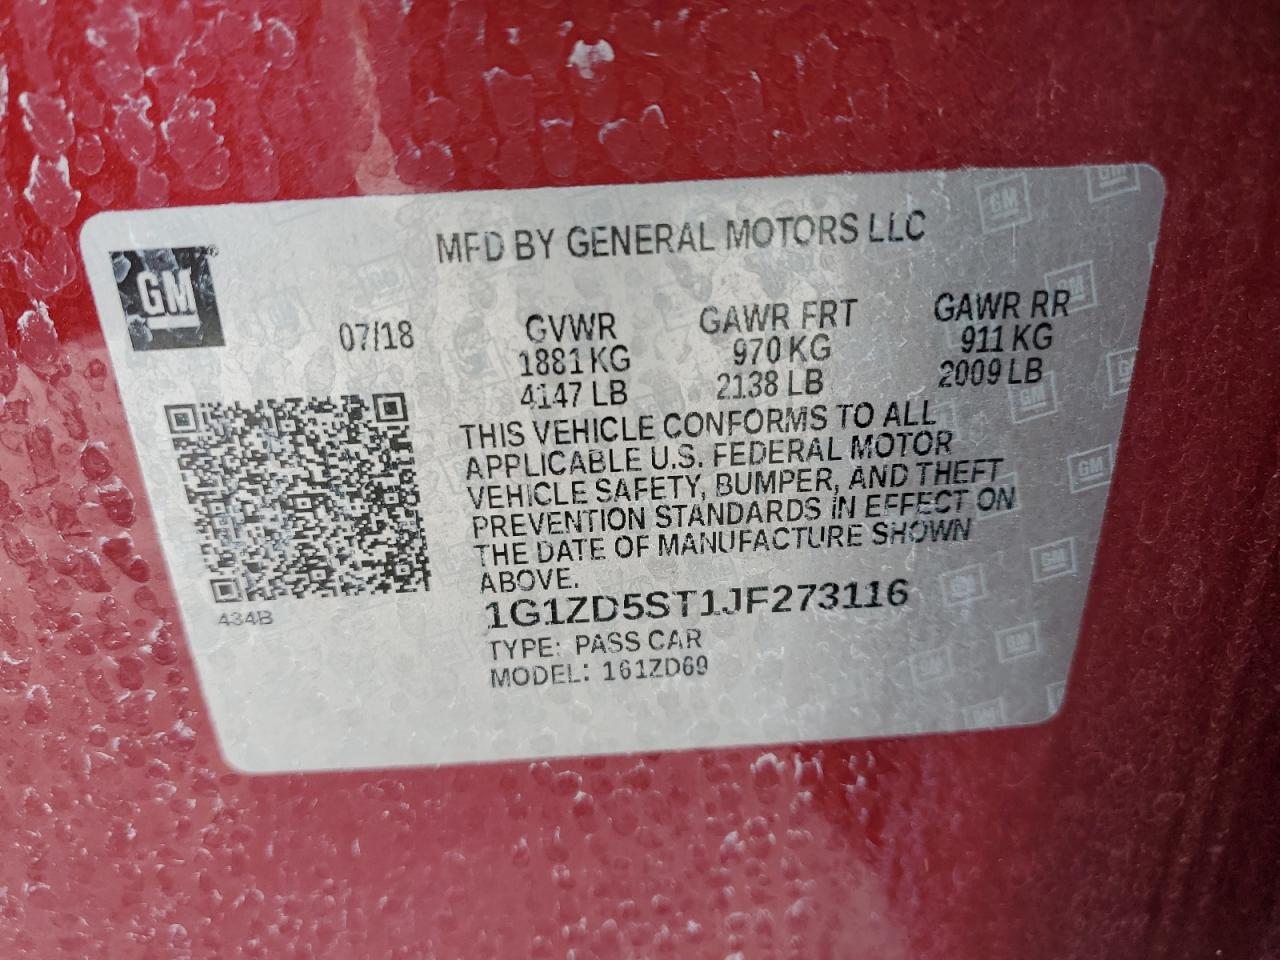 GM
MFD BY GENERAL MOTORS LLC
07/18
GVWR
1881 KG
4147 LB
GAWR FRT
970 KG
2138 LB
GAWR RR
911 KG
2009 LB
THIS VEHICLE CONFORMS TO ALL
APPLICABLE U.S. FEDERAL MOTOR
VEHICLE SAFETY, BUMPER, AND THEFT
PREVENTION STANDARDS IN EFFECT ON
THE DATE OF MANUFACTURE SHOWN
ABOVE.
434B
1G1ZD5ST1JF273116
TYPE: PASS CAR
MODEL: 161ZD69